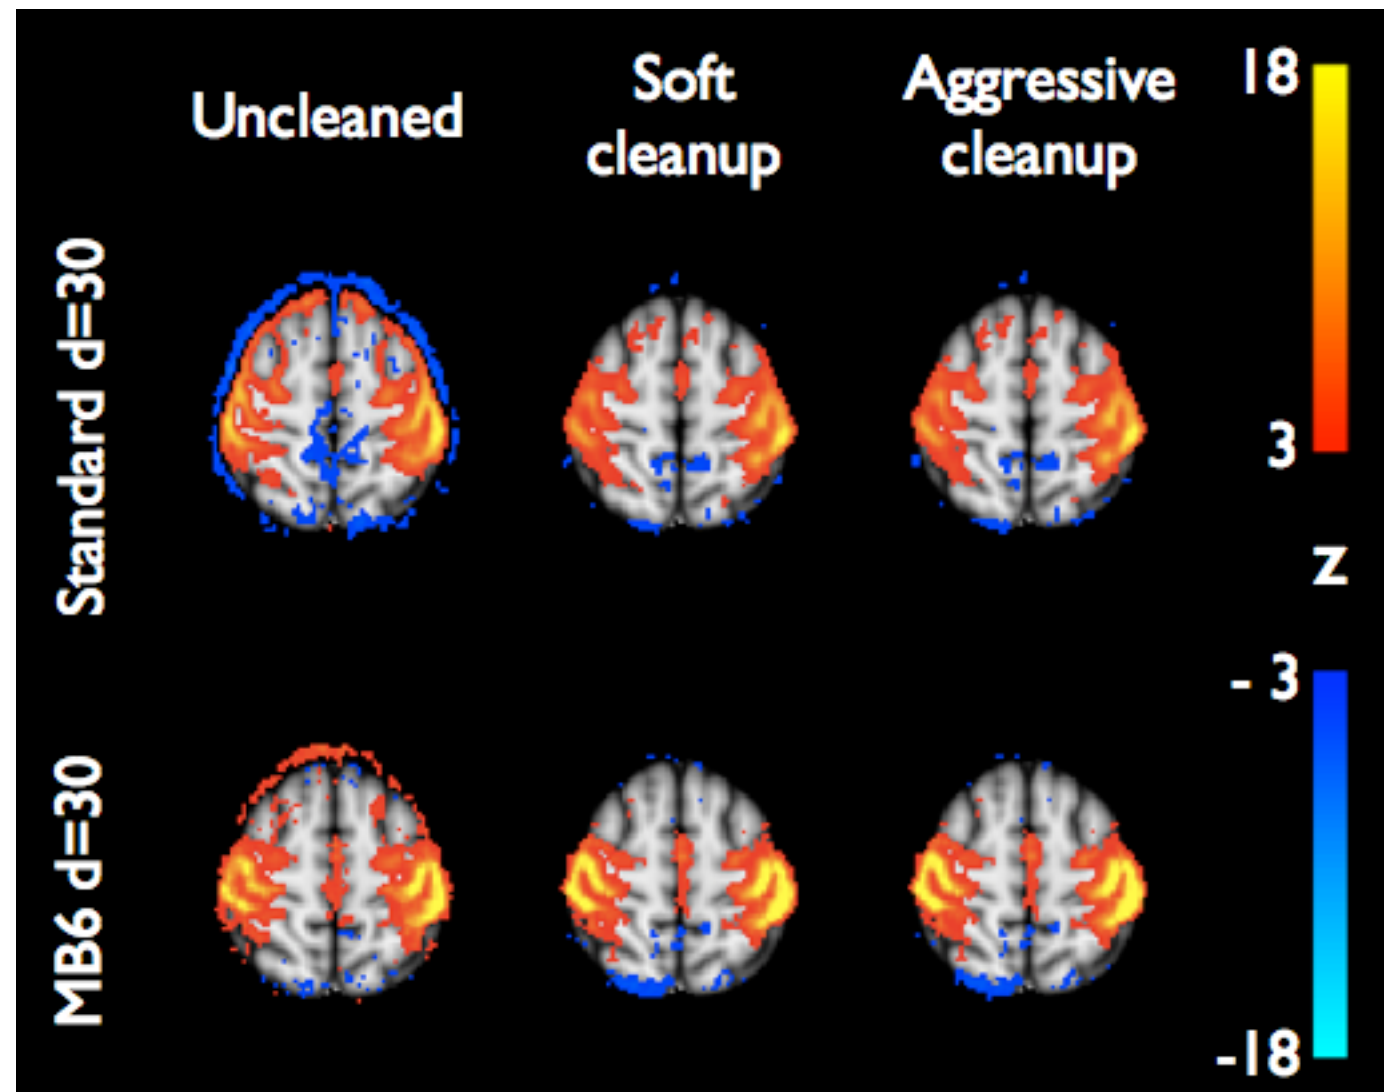 Uncleaned
Soft
cleanup
Aggressive
cleanup
18
3
z
- 3
-18
Standard d=30
MB6 d=30